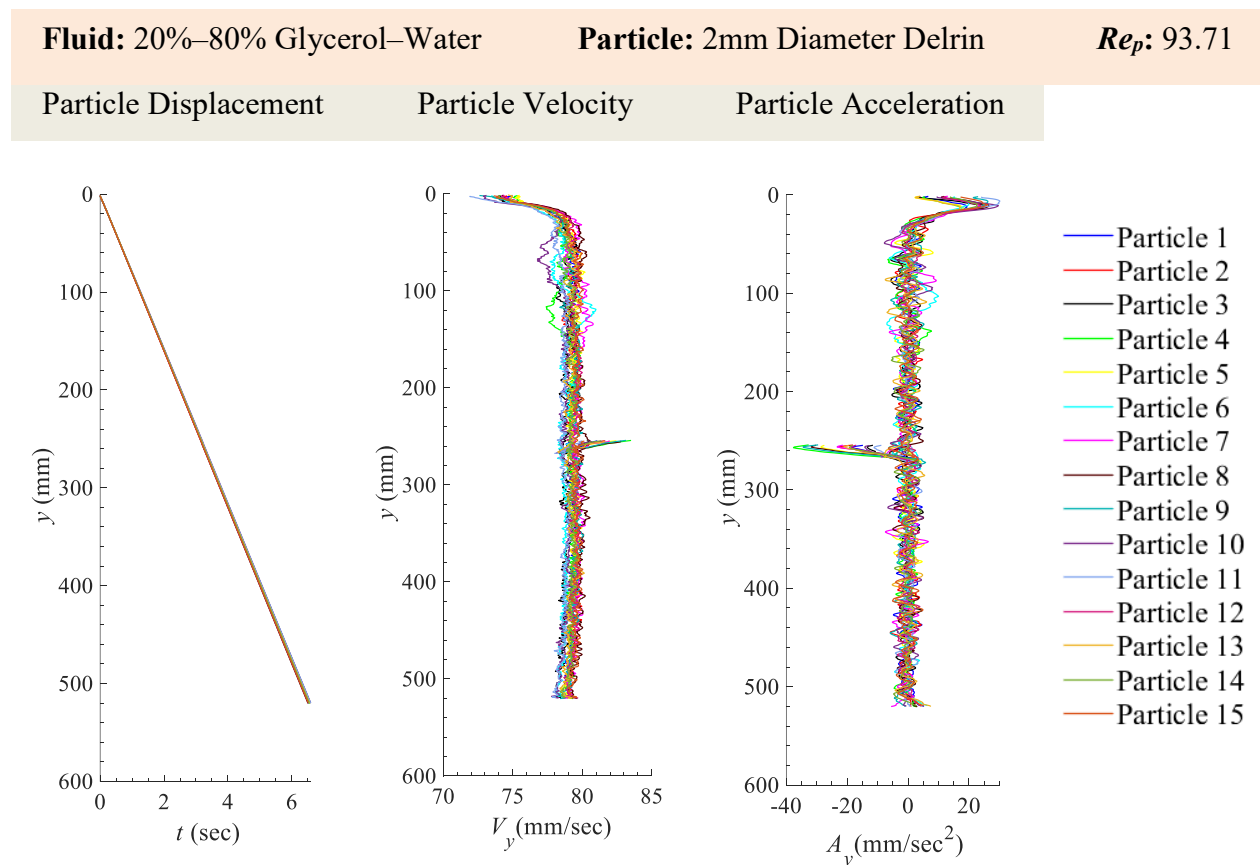 Fluid: 20%–80% Glycerol–Water Particle: 2mm Diameter Delrin Rep: 93.71
Particle Displacement Particle Velocity Particle Acceleration
0
100
200
300
400
500
600
y (mm)
0 2 4 6
t (sec)
0
100
200
300
400
500
600
y (mm)
70 75 80 85
Vy (mm/sec)
0
100
200
300
400
500
600
y (mm)
-40 -20 0 20
Ay (mm/sec2)
Particle 1
Particle 2
Particle 3
Particle 4
Particle 5
Particle 6
Particle 7
Particle 8
Particle 9
Particle 10
Particle 11
Particle 12
Particle 13
Particle 14
Particle 15